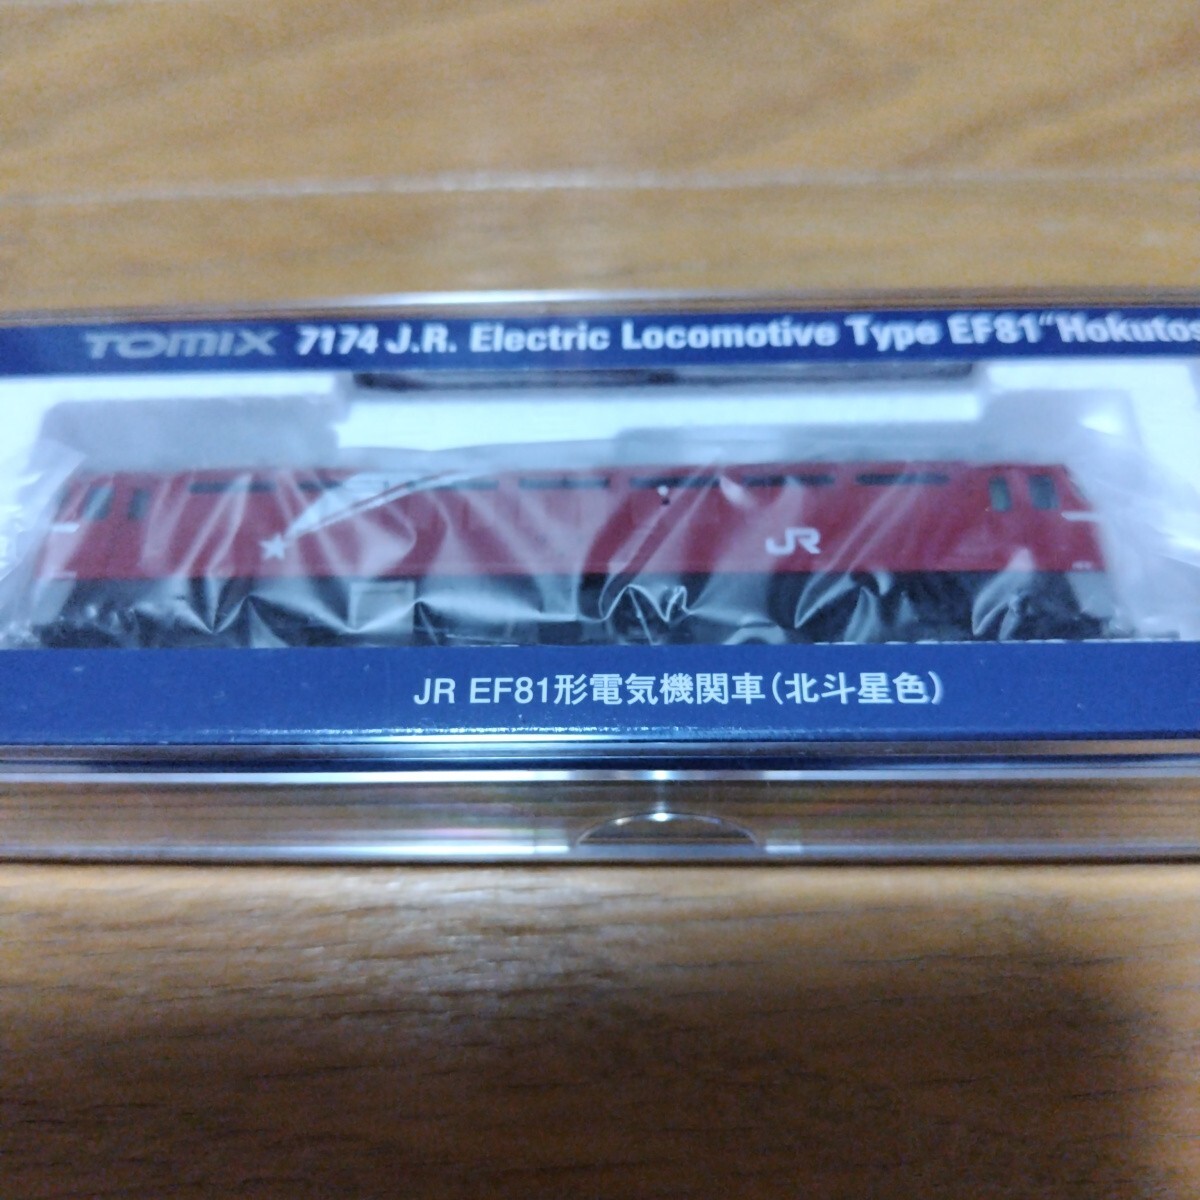 TOMIX 7174 J.R. Electric Locomotive Type EF81 "Hokutos
JR
JR EF81形電気機関車(北斗星色)